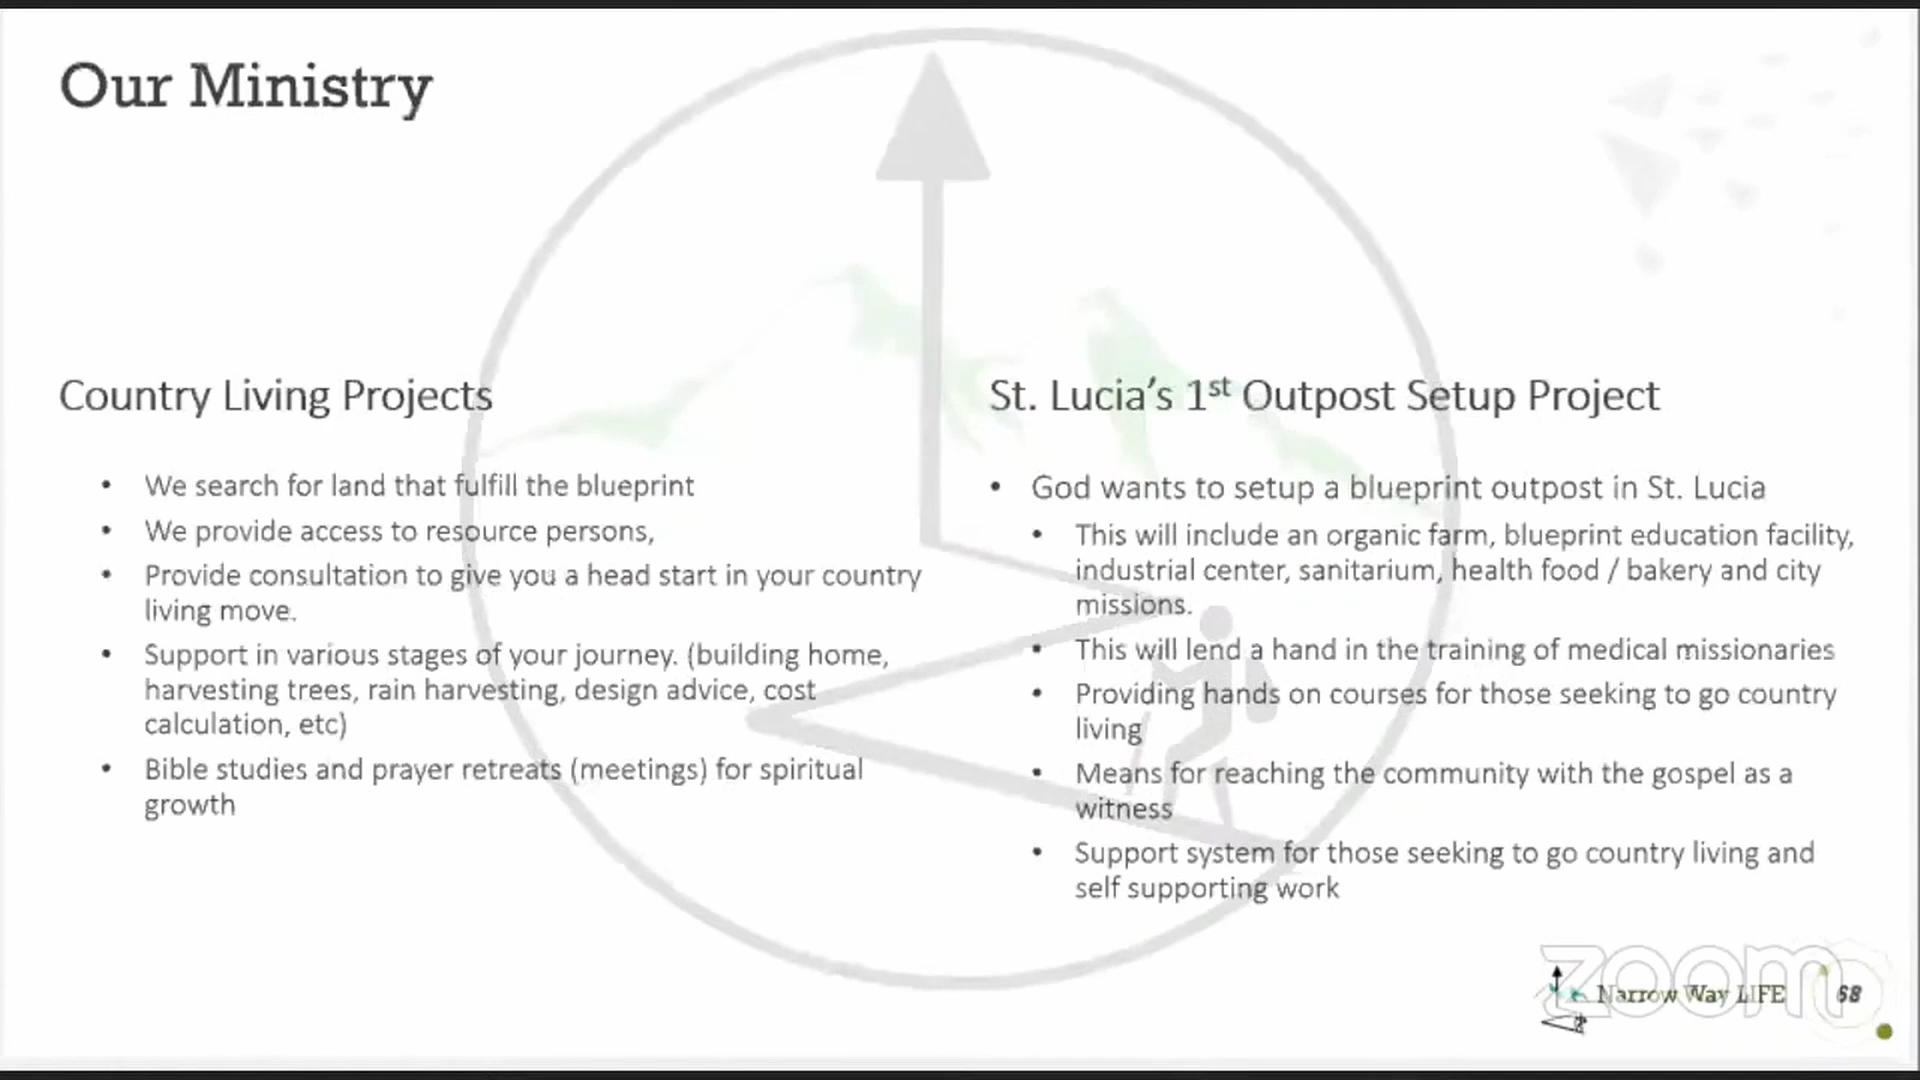 Our Ministry
Country Living Projects
• We search for land that fulfill the blueprint
• We provide access to resource persons,
• Provide consultation to give you a head start in your country
living move.
• Support in various stages of your journey. (building home,
harvesting trees, rain harvesting, design advice, cost
calculation, etc)
• Bible studies and prayer retreats (meetings) for spiritual
growth
St. Lucia’s 1st Outpost Setup Project
• God wants to setup a blueprint outpost in St. Lucia
• This will include an organic farm, blueprint education facility,
industrial center, sanitarium, health food / bakery and city
missions.
• This will lend a hand in the training of medical missionaries
• Providing hands on courses for those seeking to go country
living
• Means for reaching the community with the gospel as a
witness
• Support system for those seeking to go country living and
self supporting work
zoom
Narrow Way LIFE
68